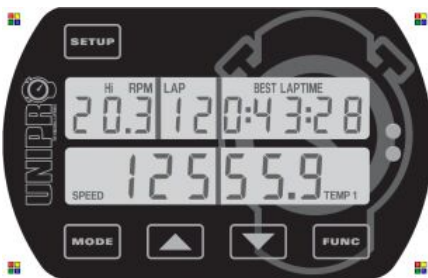 SETUP
Hi RPM LAP BEST LAPTIME
20.3 12 0:43:28
UNIPRO
125 55.9
SPEED TEMP 1
MODE FUNC